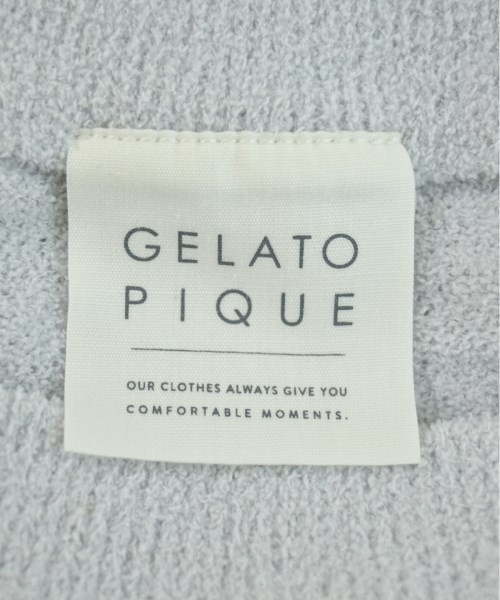 GELATO
PIQUE
OUR CLOTHES ALWAYS GIVE YOU
COMFORTABLE MOMENTS.